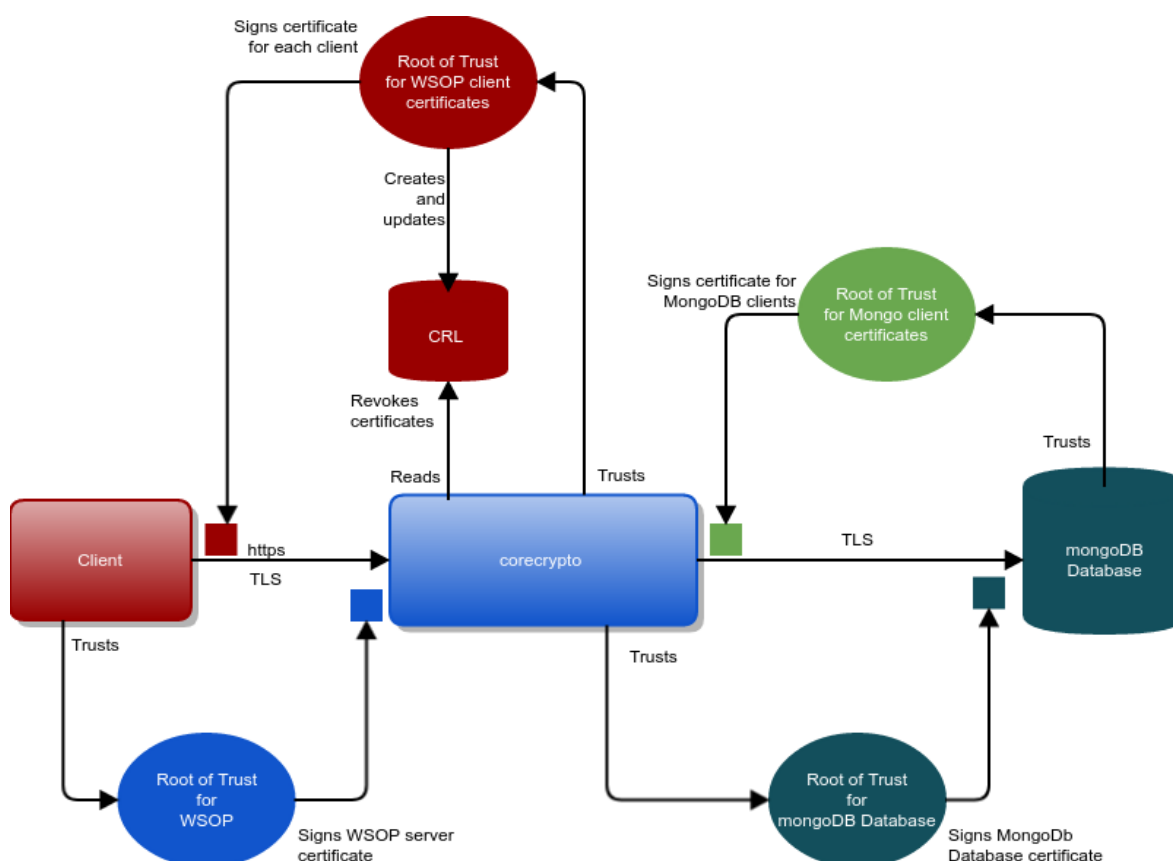 Signs certificate
for each client
Root of Trust
for WSOP client
certificates
Creates
and
updates
Signs certificate for
MongoDB clients
Root of Trust
for Mongo client
certificates
CRL
Revokes
certificates
Trusts
Reads
Trusts
Client
https
TLS
corecrypto
TLS
mongoDB
Database
Trusts
Trusts
Root of Trust
for
WSOP
Signs WSOP server
certificate
Root of Trust
for
mongoDB Database
Signs MongoDb
Database certificate